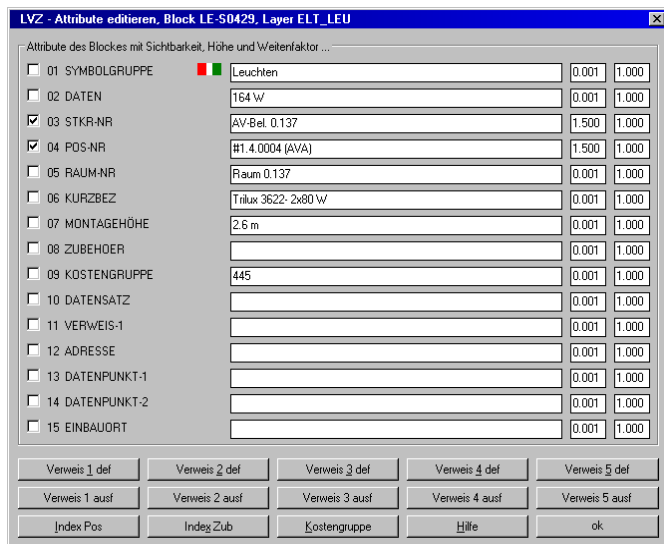 LVZ - Attribute editieren, Block LE-S0429, Layer ELT_LEU
Attribute des Blockes mit Sichtbarkeit, Höhe und Weitenfaktor ...
01 SYMBOLGRUPPE Leuchten 0.001 1.000
02 DATEN 164 W 0.001 1.000
03 STKR-NR AV-Bel. 0.137 1.500 1.000
04 POS-NR #1.4.0004 (AVA) 1.500 1.000
05 RAUM-NR Raum 0.137 0.001 1.000
06 KURZBEZ Trilux 3622- 2x80 W 0.001 1.000
07 MONTAGEHÖHE 2.6 m 0.001 1.000
08 ZUBEHOER 0.001 1.000
09 KOSTENGRUPPE 445 0.001 1.000
10 DATENSATZ 0.001 1.000
11 VERWEIS-1 0.001 1.000
12 ADRESSE 0.001 1.000
13 DATENPUNKT-1 0.001 1.000
14 DATENPUNKT-2 0.001 1.000
15 EINBAUORT 0.001 1.000
Verweis 1 def Verweis 2 def Verweis 3 def Verweis 4 def Verweis 5 def
Verweis 1 ausf Verweis 2 ausf Verweis 3 ausf Verweis 4 ausf Verweis 5 ausf
Index Pos Index Zub Kostengruppe Hilfe ok